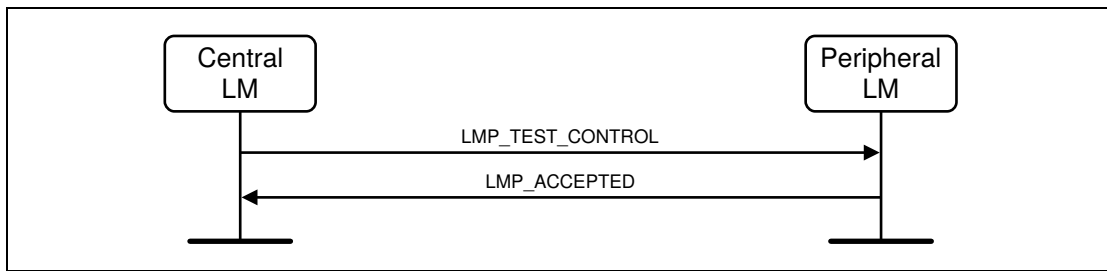 Central
LM
Peripheral
LM
LMP_TEST_CONTROL
LMP_ACCEPTED